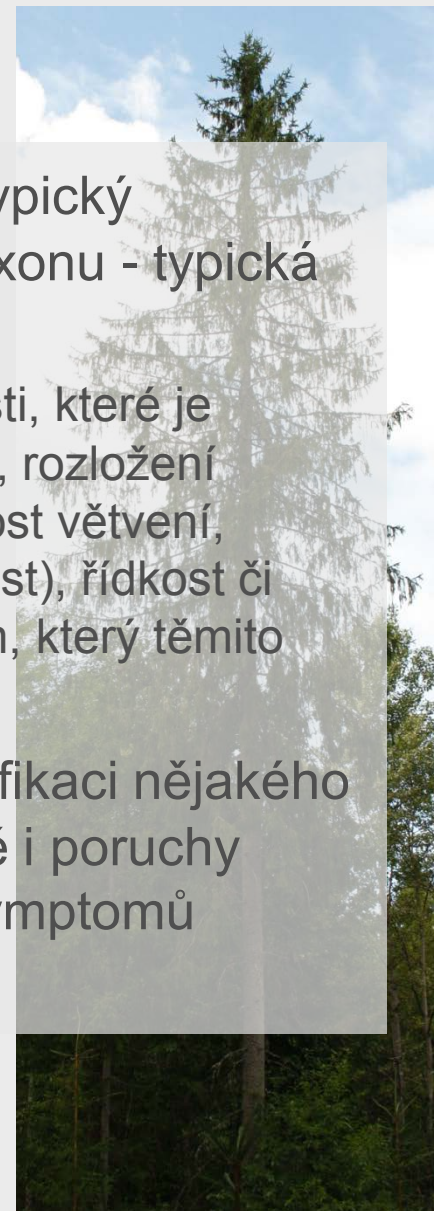 ypický
xonu - typická
sti, které je
, rozložení
ost větvení,
st), řídkost či
n, který těmito
fikaci nějakého
é i poruchy
ymptomů